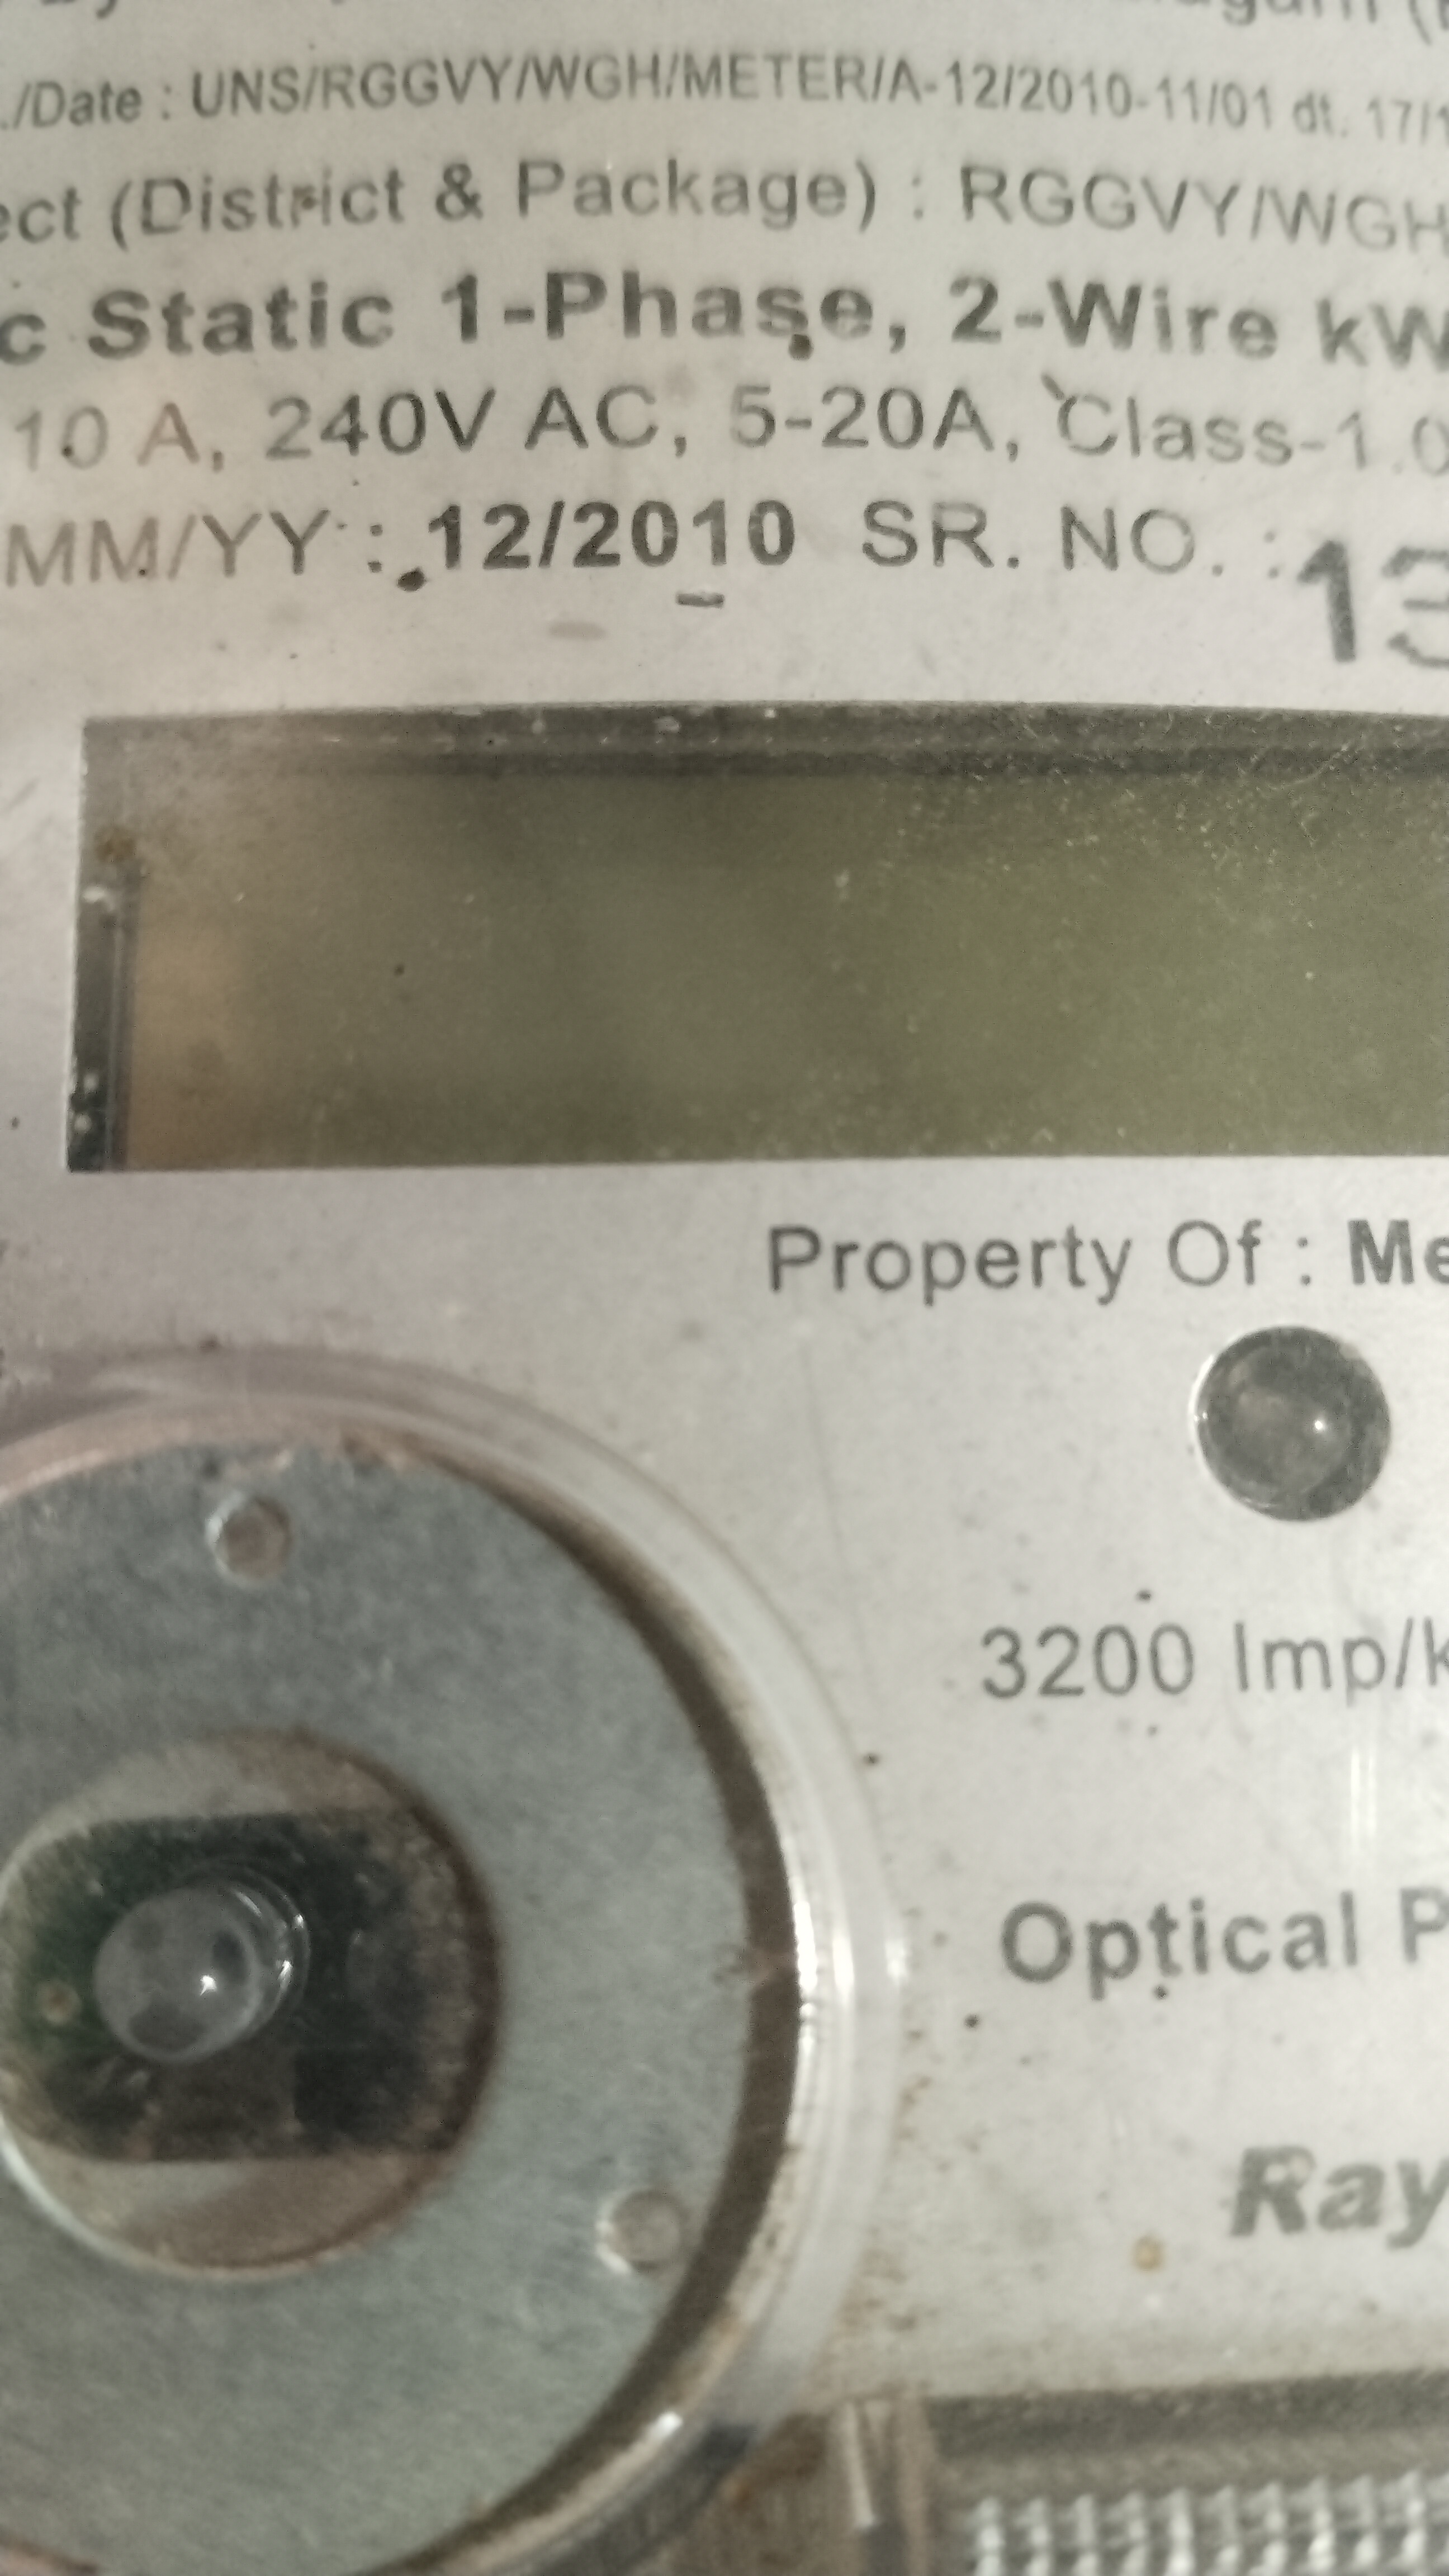 ./Date : UNS/RGGVY/WGH/METER/A-12/2010-11/01 dt. 17/1
ect (District & Package) : RGGVY/WGH
c Static 1-Phase, 2-Wire kW
10 A, 240V AC, 5-20A, Class-1.0
MM/YY : 12/2010 SR. NO. : 13
Property Of : Me
3200 Imp/k
Optical P
Ray